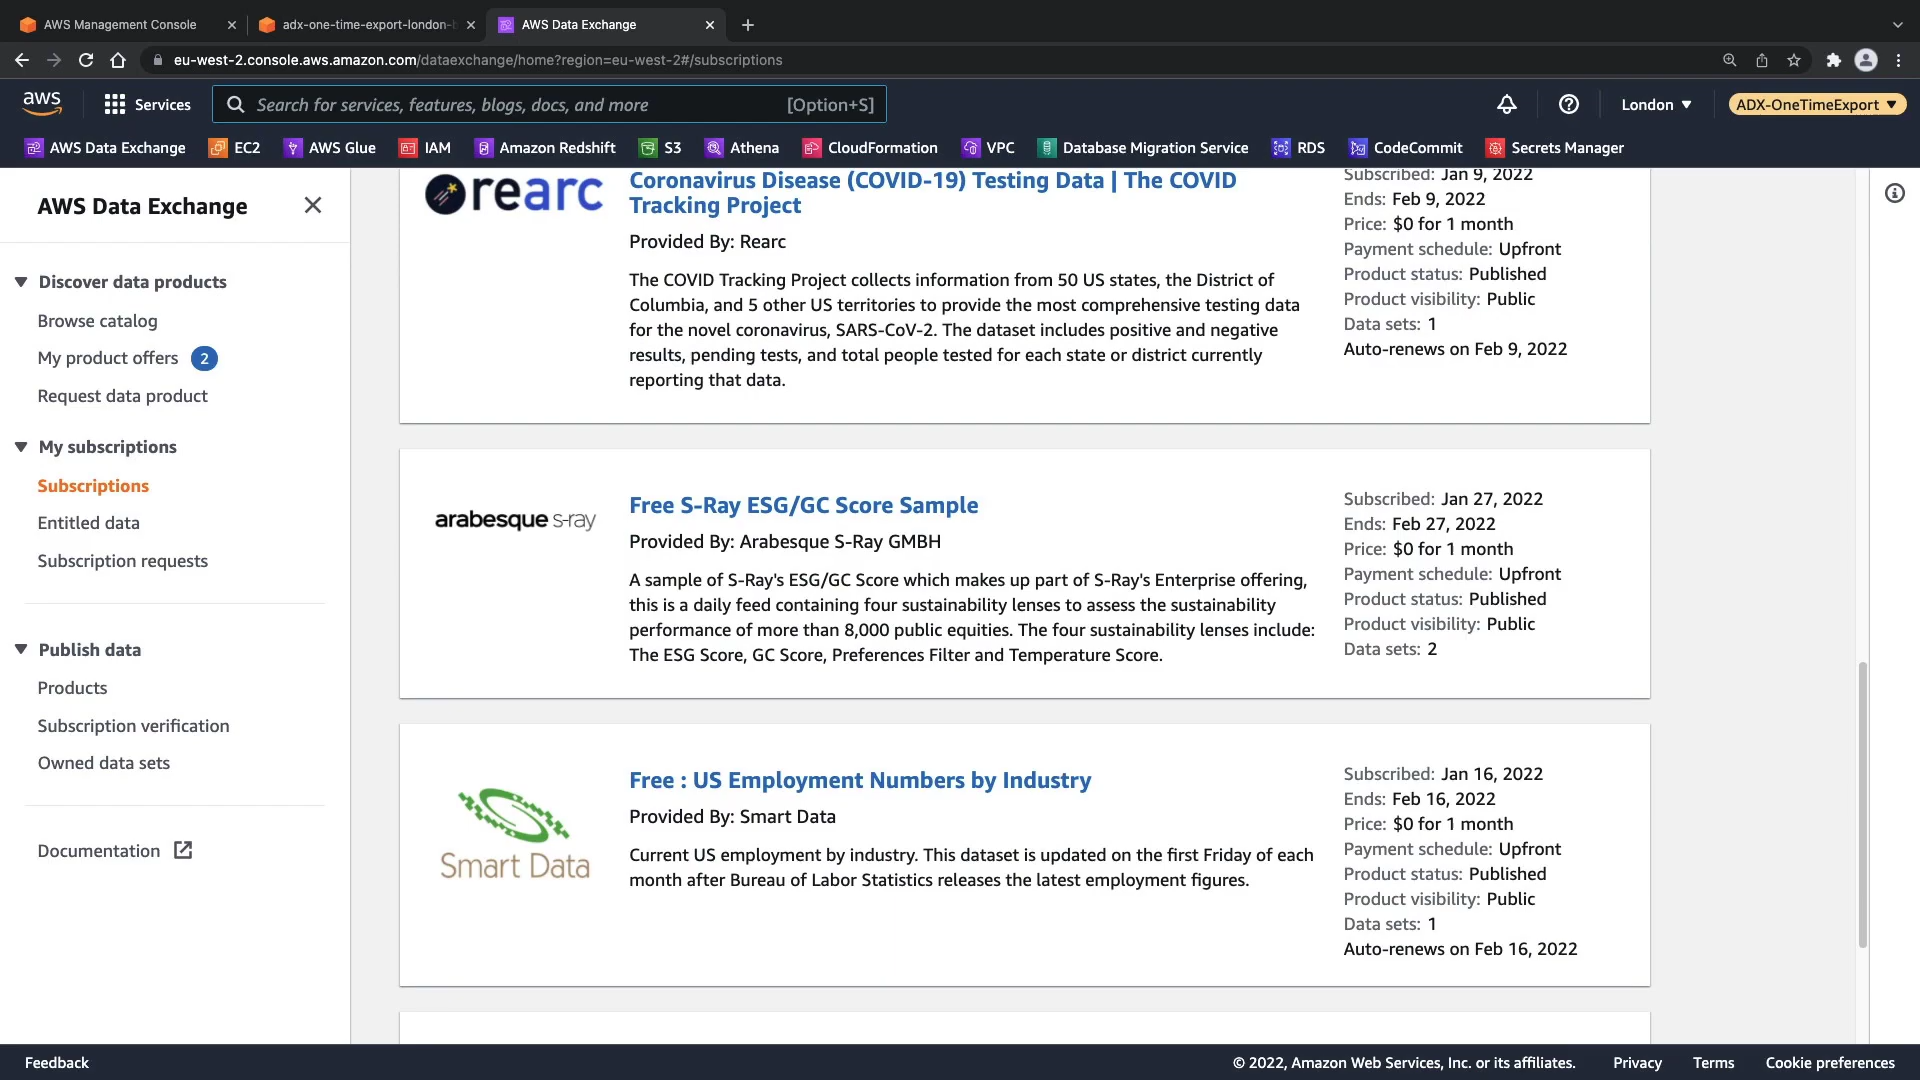 AWS Management Console
adx-one-time-export-london-b
AWS Data Exchange
eu-west-2.console.aws.amazon.com/dataexchange/home?region=eu-west-2#/subscriptions
aws
Services
Search for services, features, blogs, docs, and more
[Option+S]
London
ADX-OneTimeExport
AWS Data Exchange
EC2
AWS Glue
IAM
Amazon Redshift
S3
Athena
CloudFormation
VPC
Database Migration Service
RDS
CodeCommit
Secrets Manager
AWS Data Exchange
Discover data products
Browse catalog
My product offers 2
Request data product
My subscriptions
Subscriptions
Entitled data
Subscription requests
Publish data
Products
Subscription verification
Owned data sets
Documentation
rearc
Coronavirus Disease (COVID-19) Testing Data | The COVID
Tracking Project
Provided By: Rearc
The COVID Tracking Project collects information from 50 US states, the District of
Columbia, and 5 other US territories to provide the most comprehensive testing data
for the novel coronavirus, SARS-CoV-2. The dataset includes positive and negative
results, pending tests, and total people tested for each state or district currently
reporting that data.
Subscribed: Jan 9, 2022
Ends: Feb 9, 2022
Price: $0 for 1 month
Payment schedule: Upfront
Product status: Published
Product visibility: Public
Data sets: 1
Auto-renews on Feb 9, 2022
arabesque s-ray
Free S-Ray ESG/GC Score Sample
Provided By: Arabesque S-Ray GMBH
A sample of S-Ray's ESG/GC Score which makes up part of S-Ray's Enterprise offering,
this is a daily feed containing four sustainability lenses to assess the sustainability
performance of more than 8,000 public equities. The four sustainability lenses include:
The ESG Score, GC Score, Preferences Filter and Temperature Score.
Subscribed: Jan 27, 2022
Ends: Feb 27, 2022
Price: $0 for 1 month
Payment schedule: Upfront
Product status: Published
Product visibility: Public
Data sets: 2
Smart Data
Free : US Employment Numbers by Industry
Provided By: Smart Data
Current US employment by industry. This dataset is updated on the first Friday of each
month after Bureau of Labor Statistics releases the latest employment figures.
Subscribed: Jan 16, 2022
Ends: Feb 16, 2022
Price: $0 for 1 month
Payment schedule: Upfront
Product status: Published
Product visibility: Public
Data sets: 1
Auto-renews on Feb 16, 2022
Feedback
© 2022, Amazon Web Services, Inc. or its affiliates.
Privacy
Terms
Cookie preferences